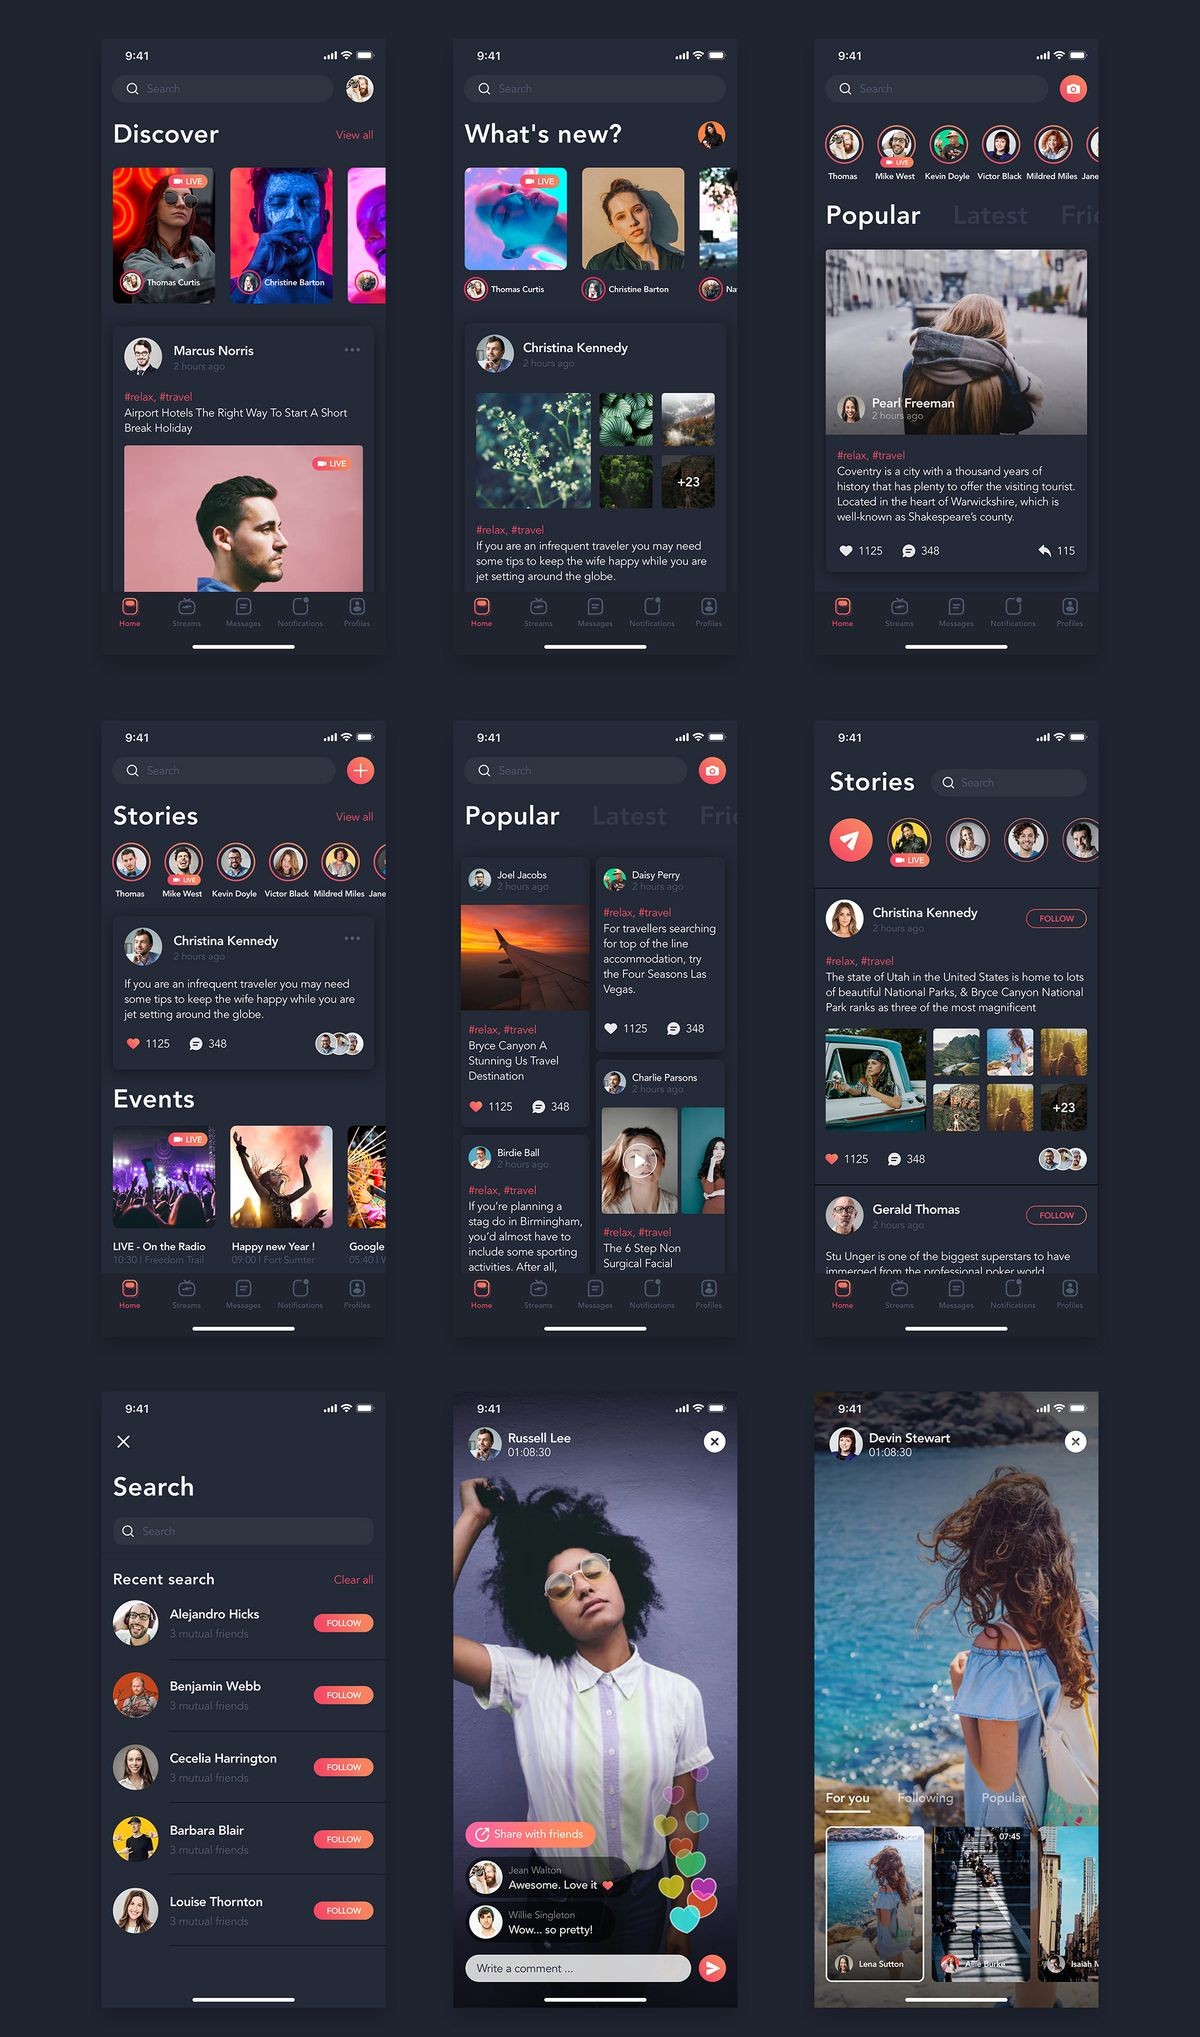 9:41
Search
Discover
View all
LIVE
Thomas Curtis
Christine Barton
Marcus Norris
2 hours ago
#relax, #travel
Airport Hotels The Right Way To Start A Short
Break Holiday
LIVE
Home
Streams
Messages
Notifications
Profiles
9:41
Search
What's new?
LIVE
Thomas Curtis
Christine Barton
Na
Christina Kennedy
2 hours ago
+23
#relax, #travel
If you are an infrequent traveler you may need
some tips to keep the wife happy while you are
jet setting around the globe.
Home
Streams
Messages
Notifications
Profiles
9:41
Search
LIVE
Thomas
Mike West
Kevin Doyle
Victor Black
Mildred Miles
Jane
Popular
Latest
Frie
Pearl Freeman
2 hours ago
#relax, #travel
Coventry is a city with a thousand years of
history that has plenty to offer the visiting tourist.
Located in the heart of Warwickshire, which is
well-known as Shakespeare's county.
1125
348
115
Home
Streams
Messages
Notifications
Profiles
9:41
Search
Stories
View all
LIVE
Thomas
Mike West
Kevin Doyle
Victor Black
Mildred Miles
Jane
Christina Kennedy
2 hours ago
If you are an infrequent traveler you may need
some tips to keep the wife happy while you are
jet setting around the globe.
1125
348
Events
LIVE
LIVE - On the Radio
10:30 | Freedom Trail
Happy new Year !
09:00 | Fort Sumter
Google
05:40 | W
Home
Streams
Messages
Notifications
Profiles
9:41
Search
Popular
Latest
Frie
Joel Jacobs
2 hours ago
#relax, #travel
Bryce Canyon A
Stunning Us Travel
Destination
1125
348
Birdie Ball
2 hours ago
#relax, #travel
If you're planning a
stag do in Birmingham,
you'd almost have to
include some sporting
activities. After all,
Daisy Perry
2 hours ago
#relax, #travel
For travellers searching
for top of the line
accommodation, try
the Four Seasons Las
Vegas.
1125
348
Charlie Parsons
2 hours ago
#relax, #travel
The 6 Step Non
Surgical Facial
Home
Streams
Messages
Notifications
Profiles
9:41
Stories
Search
LIVE
Christina Kennedy
2 hours ago
FOLLOW
#relax, #travel
The state of Utah in the United States is home to lots
of beautiful National Parks, & Bryce Canyon National
Park ranks as three of the most magnificent
+23
1125
348
Gerald Thomas
2 hours ago
FOLLOW
Stu Unger is one of the biggest superstars to have
immerged from the professional poker world
Home
Streams
Messages
Notifications
Profiles
9:41
Search
Search
Recent search
Clear all
Alejandro Hicks
3 mutual friends
FOLLOW
Benjamin Webb
3 mutual friends
FOLLOW
Cecelia Harrington
3 mutual friends
FOLLOW
Barbara Blair
3 mutual friends
FOLLOW
Louise Thornton
3 mutual friends
FOLLOW
9:41
Russell Lee
01:08:30
Share with friends
Jean Walton
Awesome. Love it
Willie Singleton
Wow... so pretty!
Write a comment ...
9:41
Devin Stewart
01:08:30
For you
Following
Popular
07:45
Lena Sutton
Allie Burke
Isaiah M